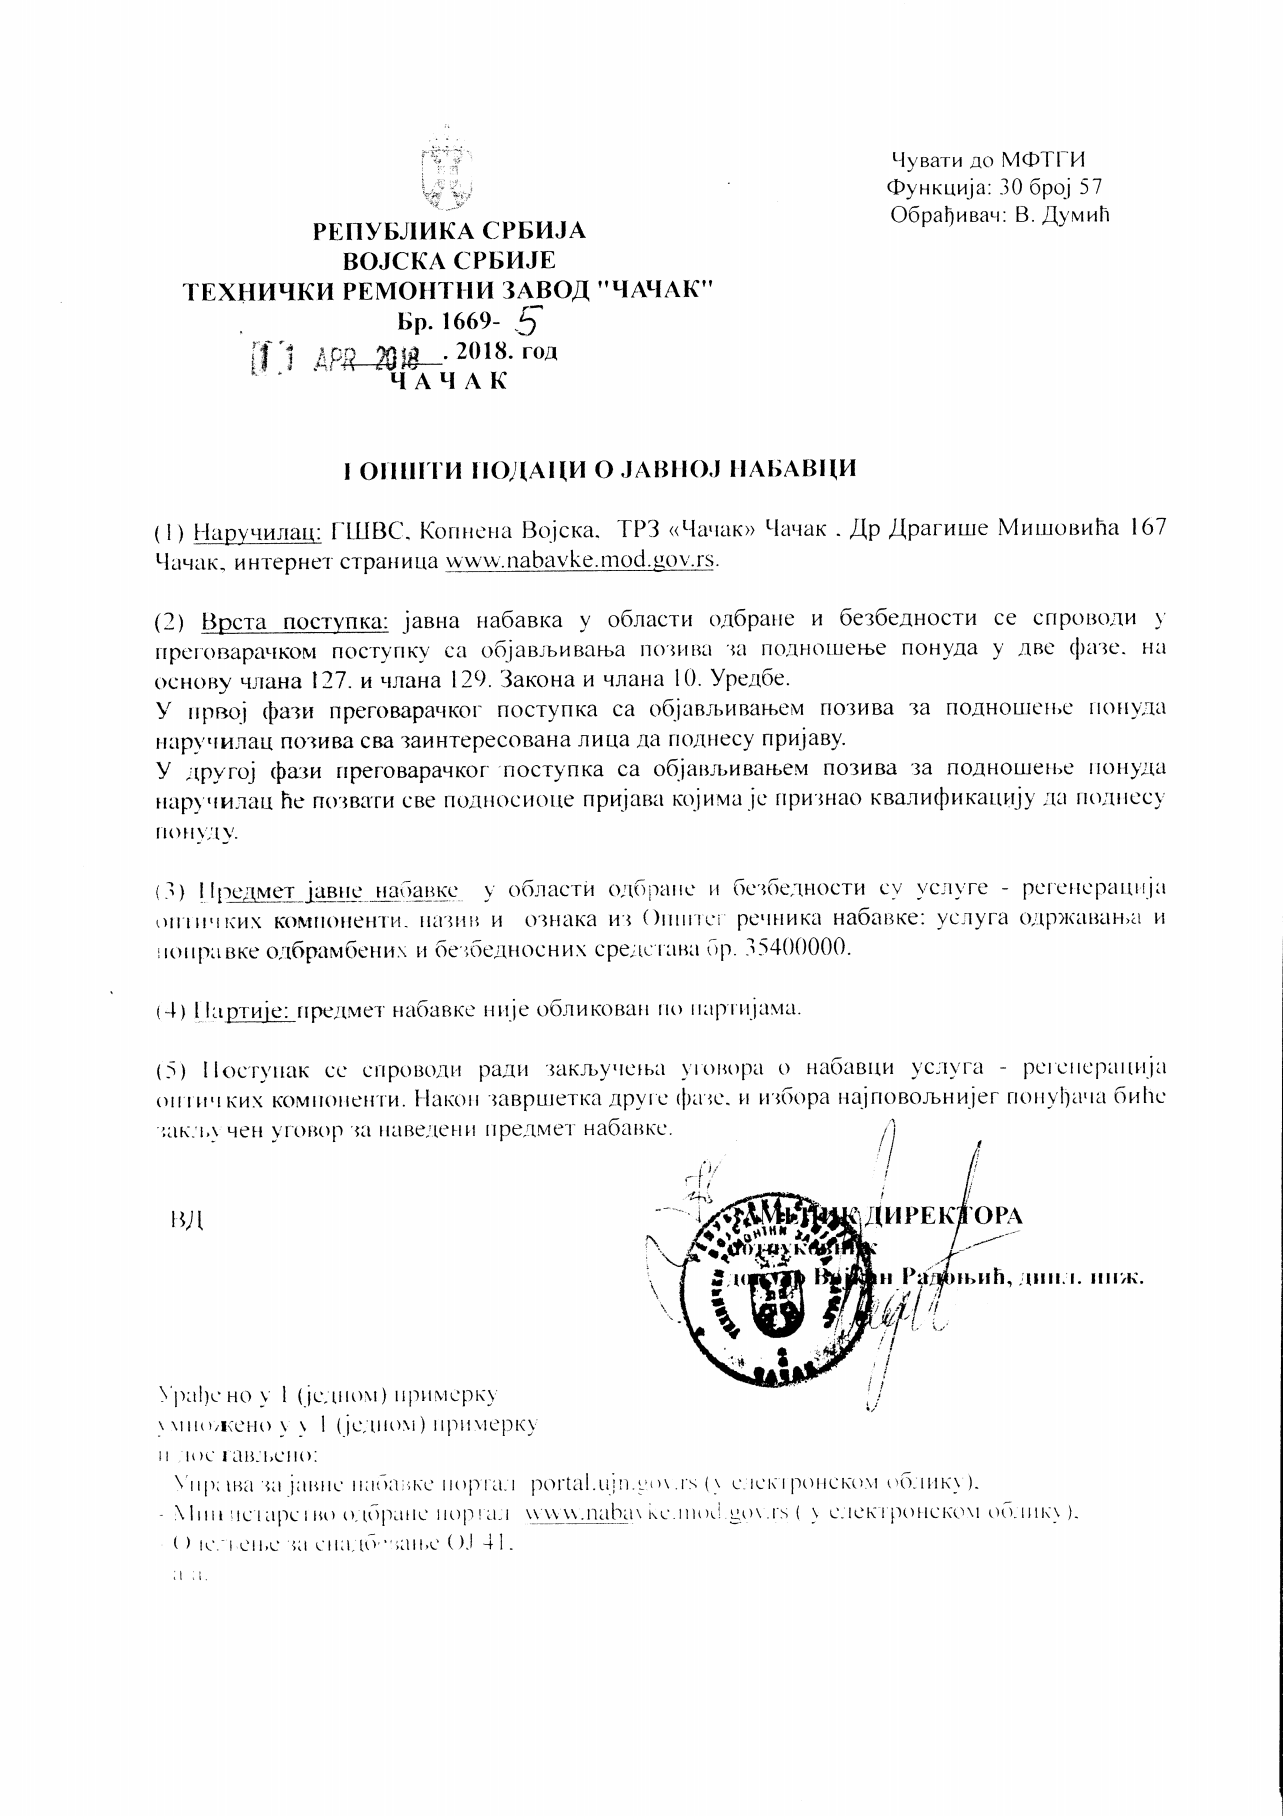 Чувати до МФТГИ
Функција: 30 број 57
Обрађивач: В. Думић
РЕПУБЛИКА СРБИЈА
ВОЈСКА СРБИЈЕ
ТЕХНИЧКИ РЕМОНТНИ ЗАВОД "ЧАЧАК"
Бр. 1669- 5
11 APR 2018 . 2018. год
Ч А Ч А К
I ОПШТИ ПОДАЦИ О ЈАВНОЈ НАБАВЦИ
(1) Наручилац: ГШВС, Копнена Војска, ТРЗ «Чачак» Чачак , Др Драгише Мишовића 167
Чачак, интернет страница www.nabavke.mod.gov.rs.
(2) Врста поступка: јавна набавка у области одбране и безбедности се спроводи у
преговарачком поступку са објављивања позива за подношење понуда у две фазе, на
основу члана 127. и члана 129. Закона и члана 10. Уредбе.
У првој фази преговарачког поступка са објављивањем позива за подношење понуда
наручилац позива сва заинтересована лица да поднесу пријаву.
У другој фази преговарачког поступка са објављивањем позива за подношење понуда
наручилац ће позвати све подносиоце пријава којима је признао квалификацију да поднесу
понуду.
(3) Предмет јавне набавке у области одбране и безбедности су услуге - регенерација
оптичких компоненти, назив и ознака из Општег речника набавке: услуга одржавања и
поправке одбрамбених и безбедносних средстава бр. 35400000.
(4) Партије: предмет набавке није обликован по партијама.
(5) Поступак се спроводи ради закључења уговора о набавци услуга - регенерација
оптичких компоненти. Након завршетка друге фазе, и избора најповољнијег понуђача биће
закључен уговор за наведени предмет набавке.
ВД ЗАМЕНИК ДИРЕКТОРА
потпуковник
доктор Војкан Радоњић, дипл. инж.
Урађено у 1 (једном) примерку
умножено у у 1 (једном) примерку
и достављено:
Управа за јавне набавке портал portal.ujn.gov.rs (у електронском облику),
- Министарство одбране портал www.nabavke.mod.gov.rs ( у електронском облику),
Одељење за снадбевање ОЈ 41,
а/а.